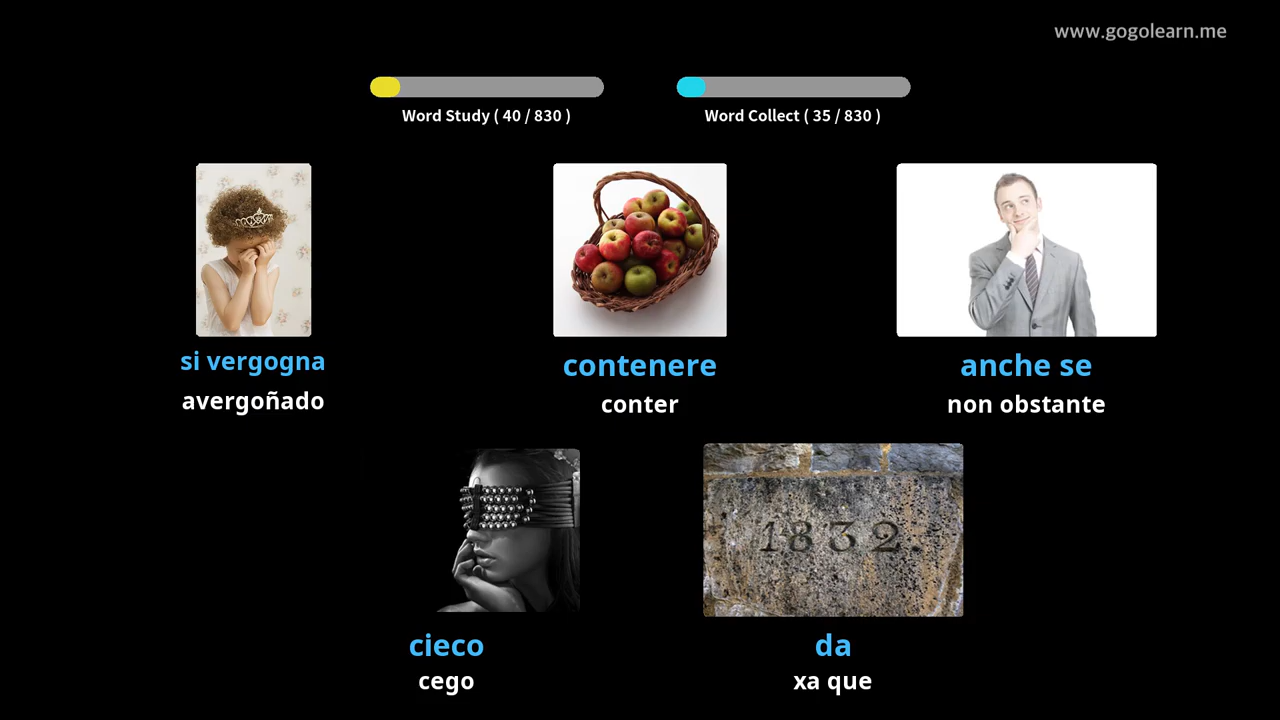 www.gogolearn.me
Word Study ( 40 / 830 )
Word Collect ( 35 / 830 )
si vergogna
avergoñado
contenere
conter
anche se
non obstante
1832.
cieco
cego
da
xa que